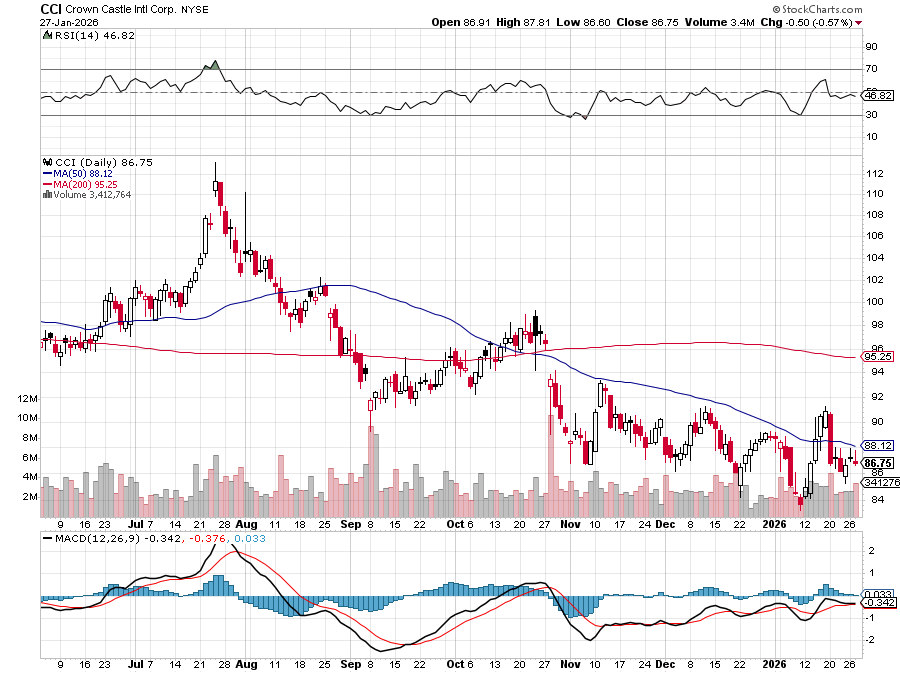 CCI Crown Castle Intl Corp. NYSE
© StockCharts.com
27-Jan-2026
Open 86.91 High 87.81 Low 86.60 Close 86.75 Volume 3.4M Chg -0.50 (-0.57%)
RSI(14) 46.82
90
70
50
46.82
30
10
CCI (Daily) 86.75
MA(50) 88.12
MA(200) 95.25
Volume 3,412,764
112
110
108
106
104
102
100
98
96
95.25
94
92
90
88.12
86.75
86
341276
84
12M
10M
8M
6M
4M
2M
9 16 23 Jul 7 14 21 28 Aug 11 18 25 Sep 8 15 22 Oct 6 13 20 27 Nov 10 17 24 Dec 8 15 22 2026 12 20 26
MACD(12,26,9) -0.342, -0.376, 0.033
2
1
0.033
-0.342
-1
-2
9 16 23 Jul 7 14 21 28 Aug 11 18 25 Sep 8 15 22 Oct 6 13 20 27 Nov 10 17 24 Dec 8 15 22 2026 12 20 26